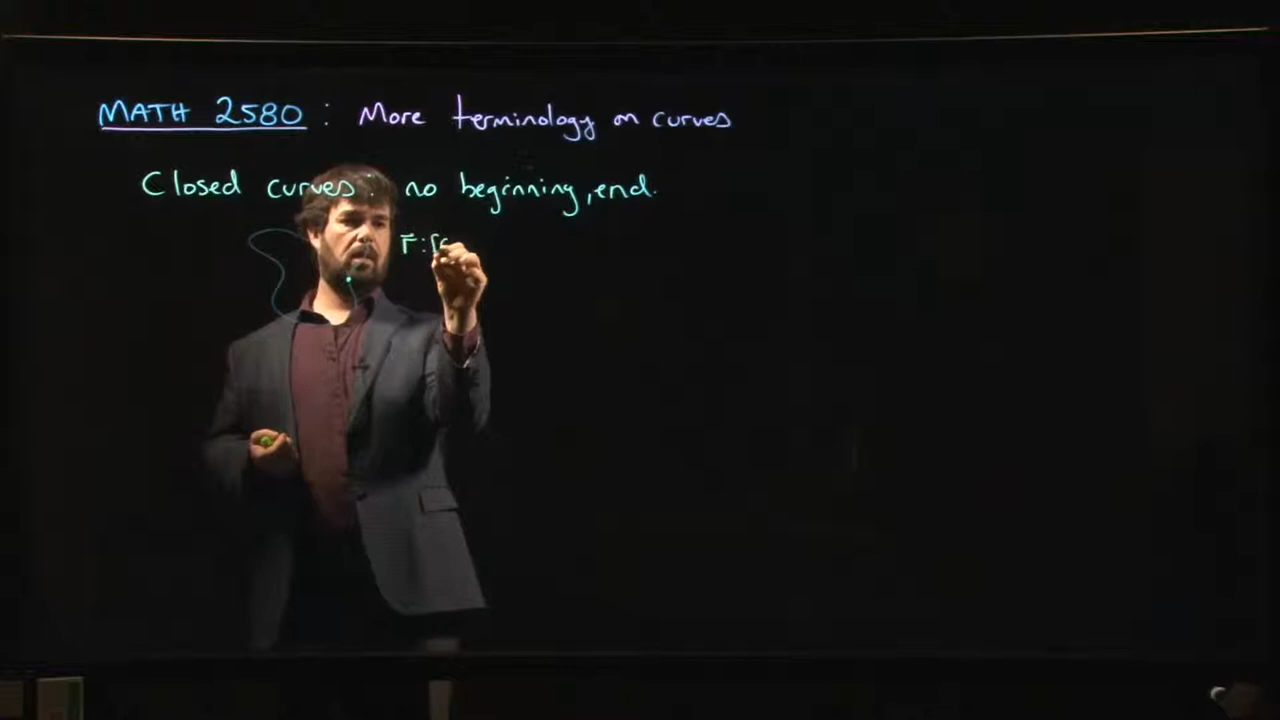 MATH 2580 : More terminology on curves
Closed curves : no beginning, end.
r⃗ : [